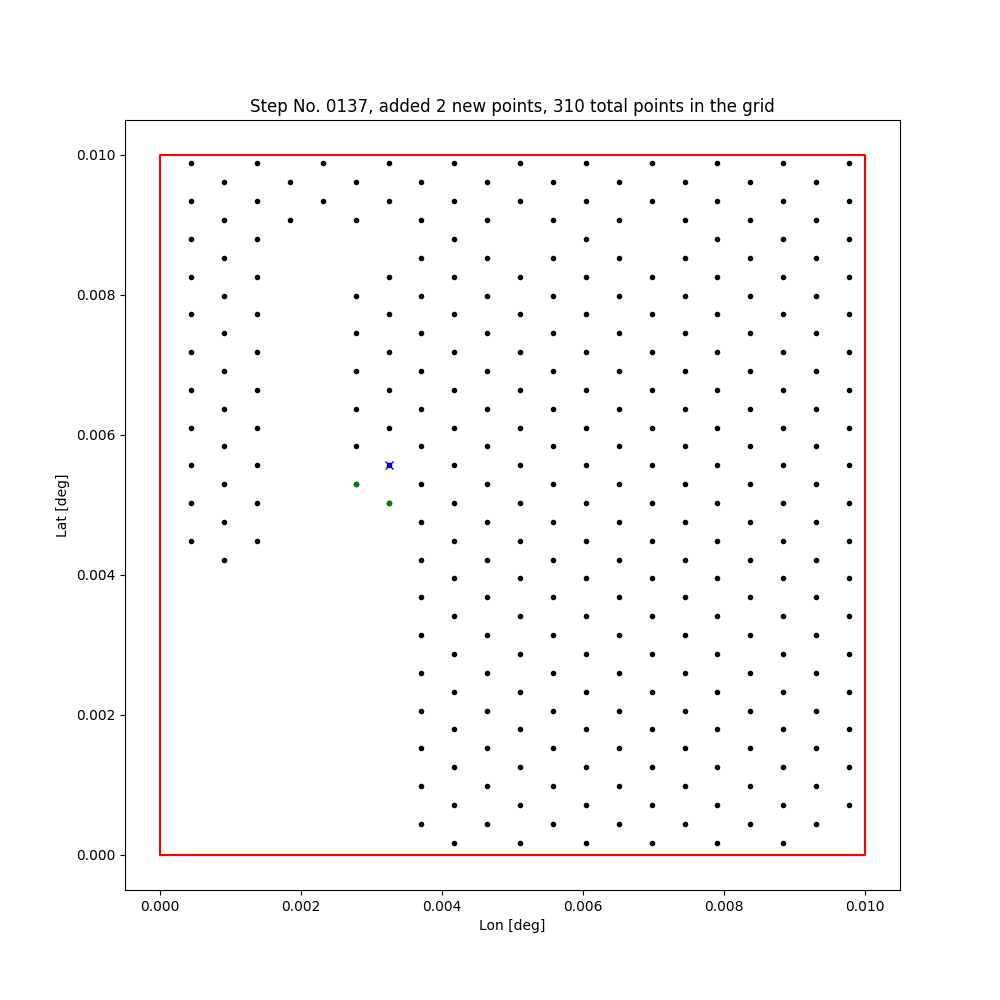 Step No. 0137, added 2 new points, 310 total points in the grid
0.010
0.008
0.006
0.004
0.002
0.000
Lat [deg]
0.000 0.002 0.004 0.006 0.008 0.010
Lon [deg]